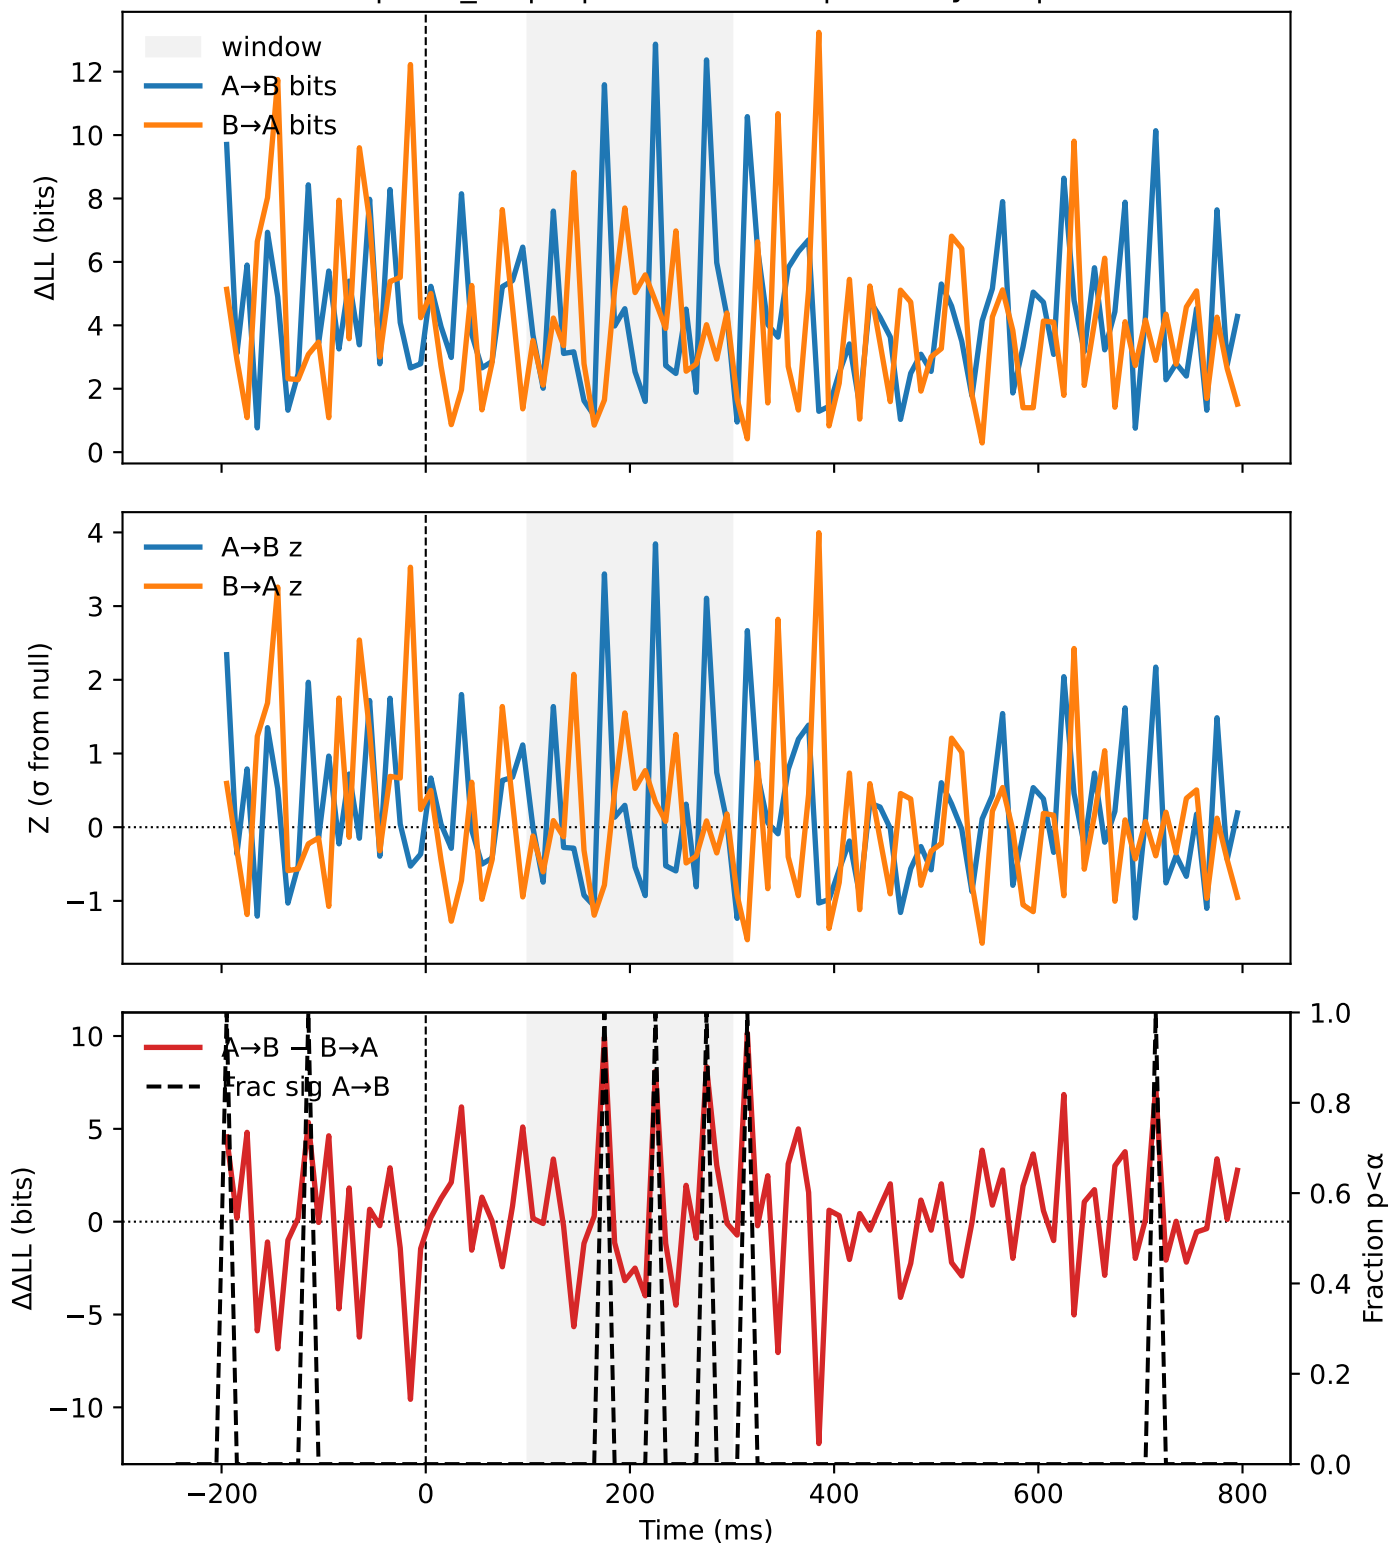 window
A→B bits
B→A bits
ΔLL (bits)
12
10
8
6
4
2
0
A→B z
B→A z
Z (σ from null)
4
3
2
1
0
−1
A→B − B→A
Frac sig A→B
ΔΔLL (bits)
10
5
0
−5
−10
1.0
0.8
0.6
0.4
0.2
0.0
Fraction p<α
−200
0
200
400
600
800
Time (ms)